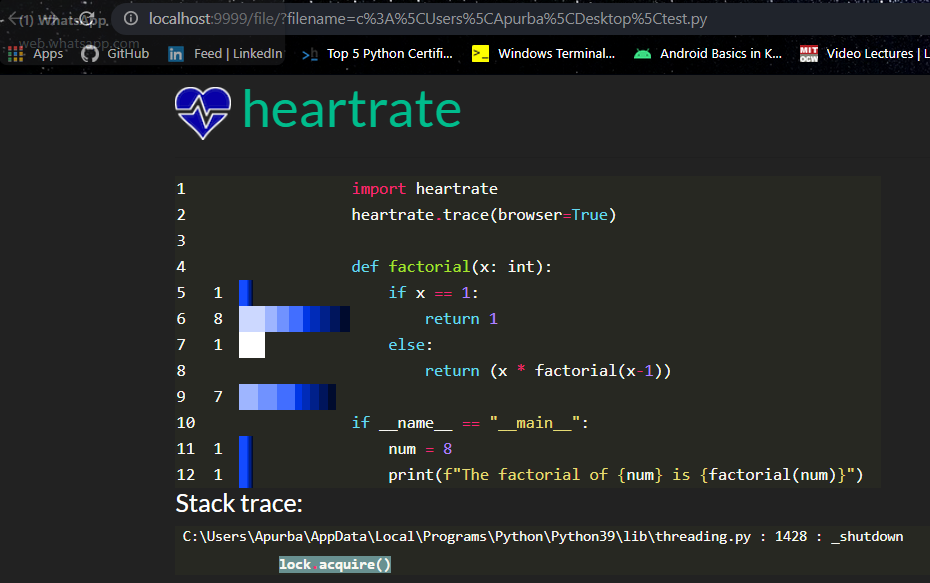 (1) WhatsApp
localhost:9999/file/?filename=c%3A%5CUsers%5CApurba%5CDesktop%5Ctest.py
web.whatsapp.com
Apps GitHub Feed | LinkedIn Top 5 Python Certifi... Windows Terminal... Android Basics in K... MIT OCW Video Lectures | L
heartrate
1 import heartrate
2 heartrate.trace(browser=True)
3
4 def factorial(x: int):
5 1 if x == 1:
6 8 return 1
7 1 else:
8 return (x * factorial(x-1))
9 7
10 if __name__ == "__main__":
11 1 num = 8
12 1 print(f"The factorial of {num} is {factorial(num)}")
Stack trace:
C:\Users\Apurba\AppData\Local\Programs\Python\Python39\lib\threading.py : 1428 : _shutdown
lock.acquire()